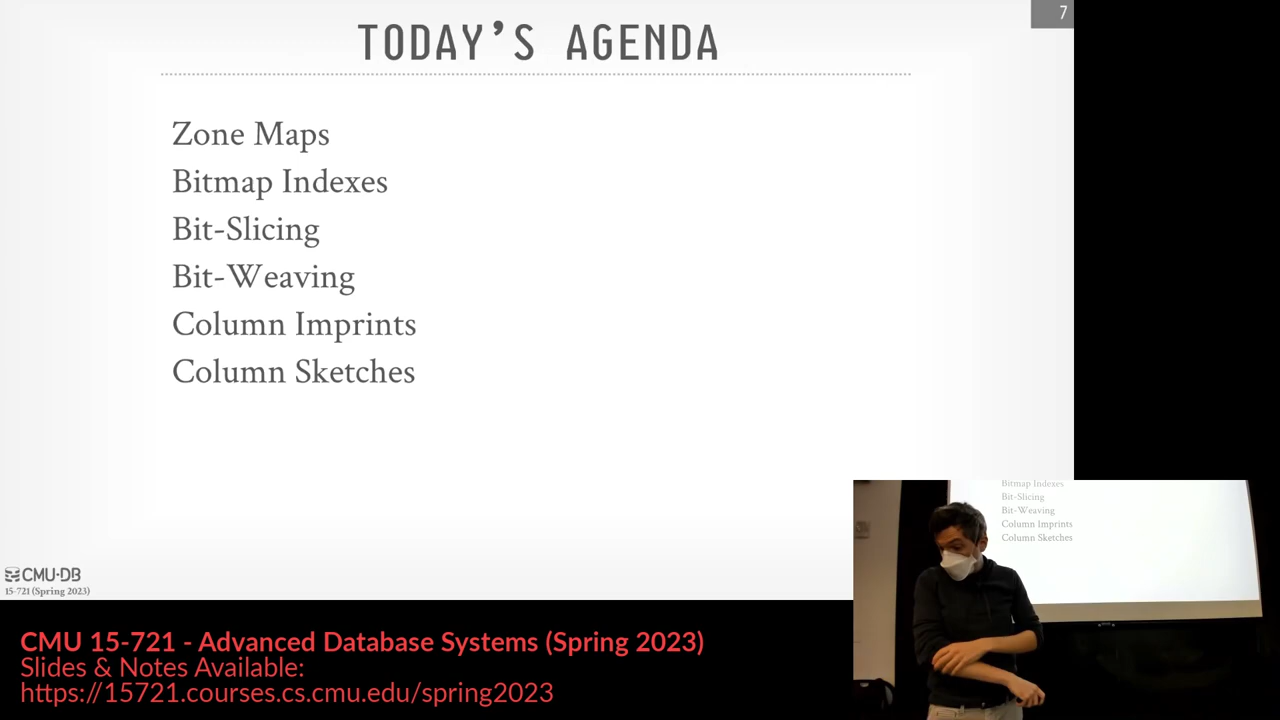 7
TODAY'S AGENDA
Zone Maps
Bitmap Indexes
Bit-Slicing
Bit-Weaving
Column Imprints
Column Sketches
CMU·DB
15-721 (Spring 2023)
Bitmap Indexes
Bit-Slicing
Bit-Weaving
Column Imprints
Column Sketches
CMU 15-721 - Advanced Database Systems (Spring 2023)
Slides & Notes Available:
https://15721.courses.cs.cmu.edu/spring2023